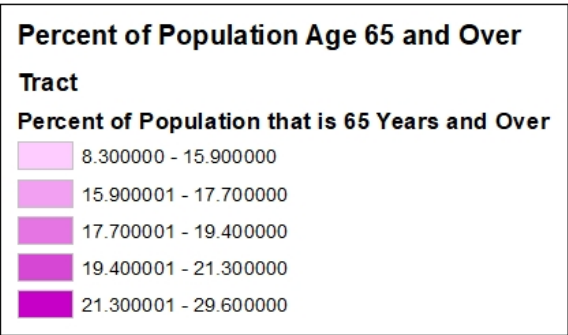 Percent of Population Age 65 and Over
Tract
Percent of Population that is 65 Years and Over
8.300000 - 15.900000
15.900001 - 17.700000
17.700001 - 19.400000
19.400001 - 21.300000
21.300001 - 29.600000